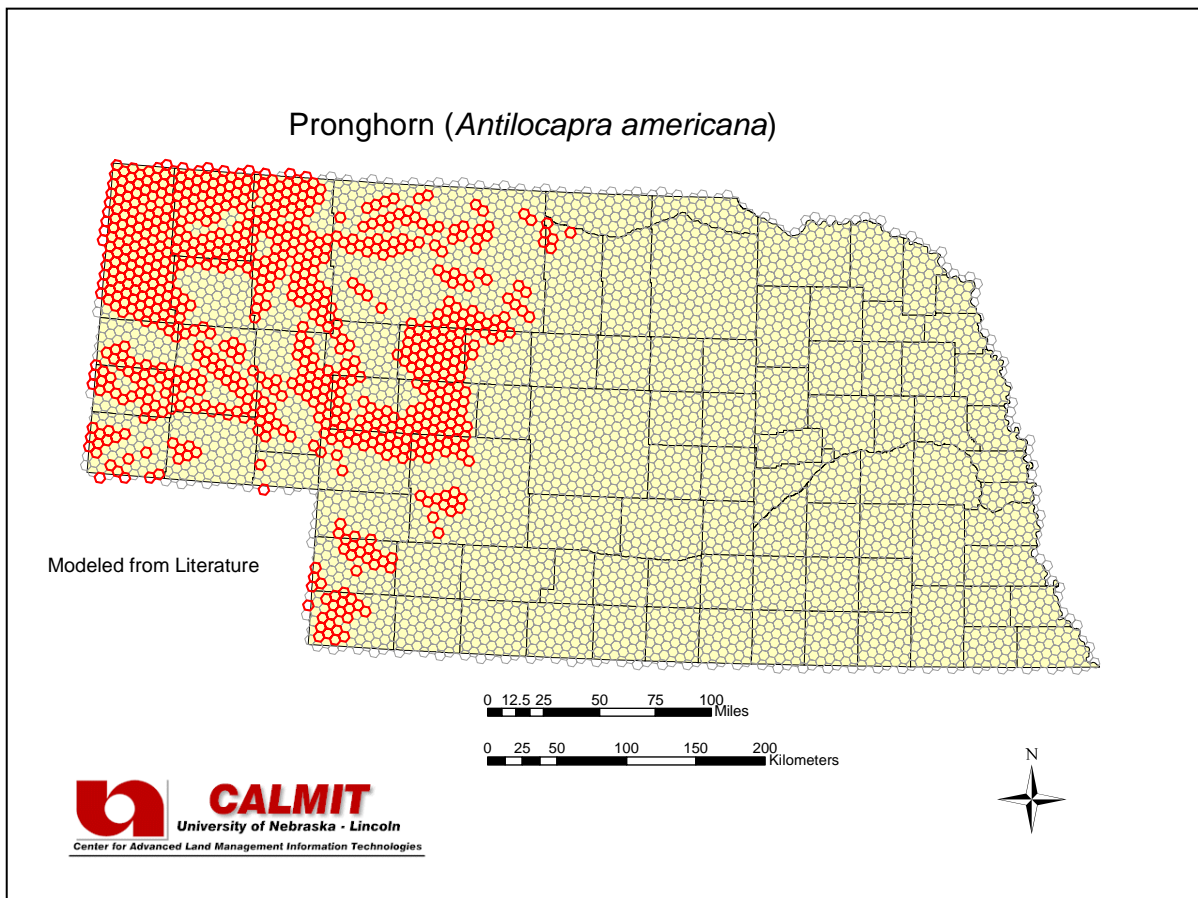 Pronghorn (Antilocapra americana)
Modeled from Literature
0 12.5 25 50 75 100
Miles
0 25 50 100 150 200
Kilometers
N
CALMIT
University of Nebraska - Lincoln
Center for Advanced Land Management Information Technologies